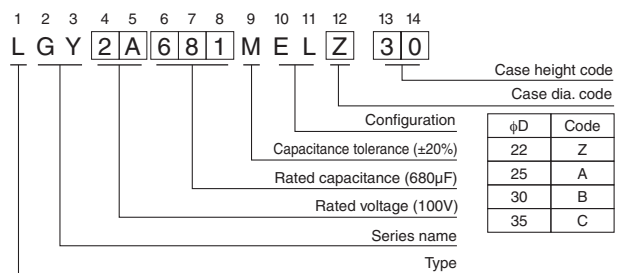 1 2 3 4 5 6 7 8 9 10 11 12 13 14
L G Y 2 A 6 8 1 M E L Z 3 0
Case height code
Case dia. code
Configuration
Capacitance tolerance (±20%)
Rated capacitance (680µF)
Rated voltage (100V)
Series name
Type
ϕD Code
22 Z
25 A
30 B
35 C